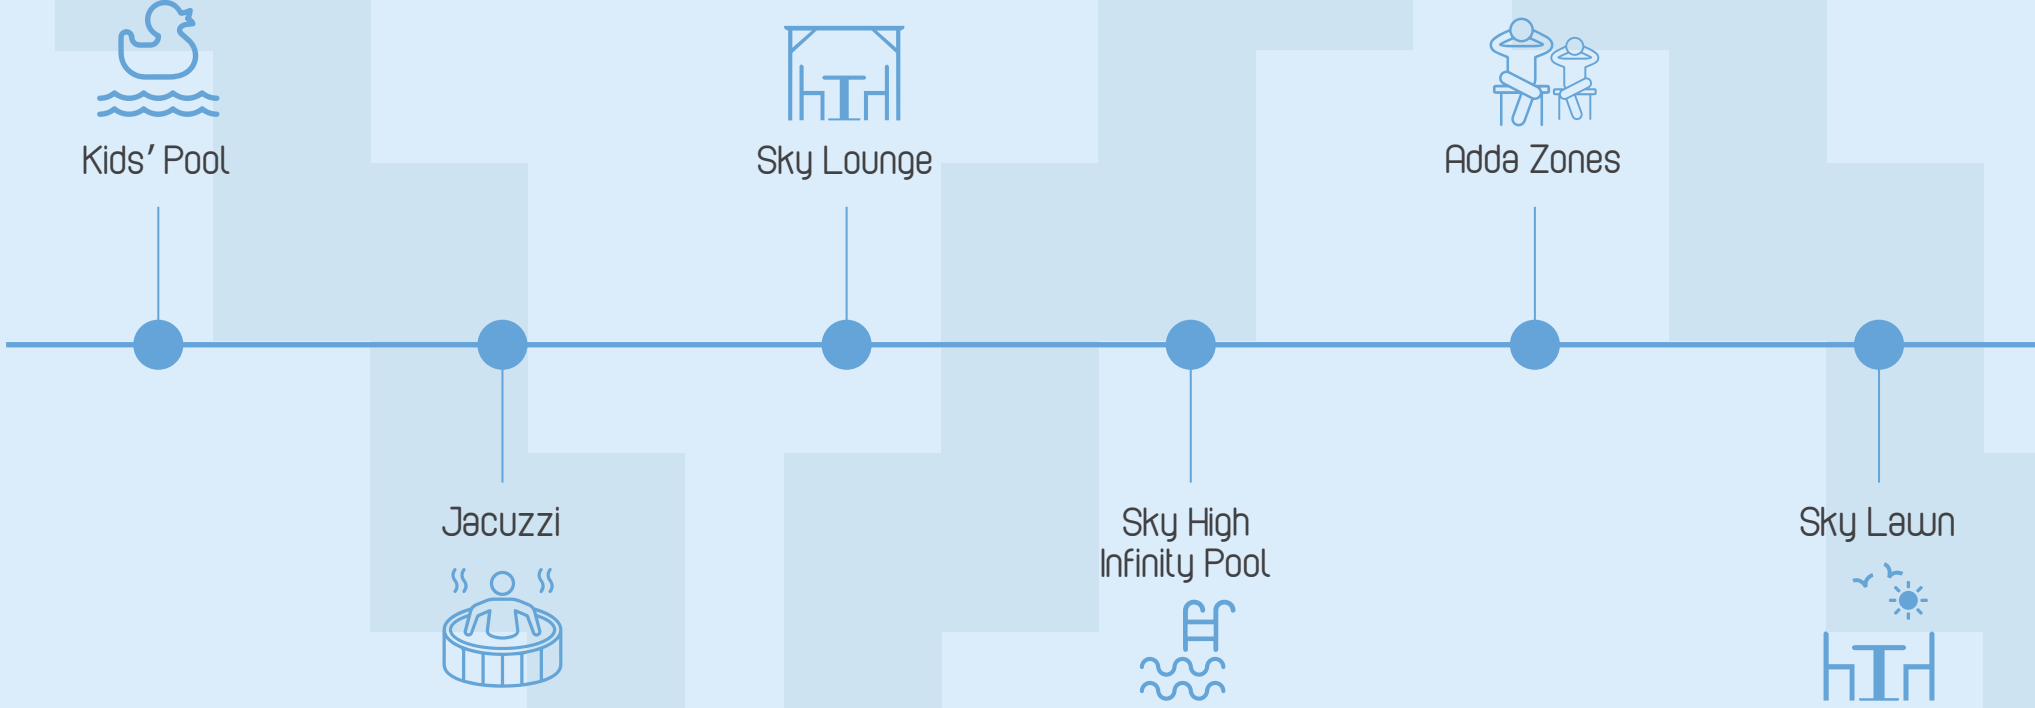 Kids’ Pool
Sky Lounge
Adda Zones
Jacuzzi
Sky High
Infinity Pool
Sky Lawn